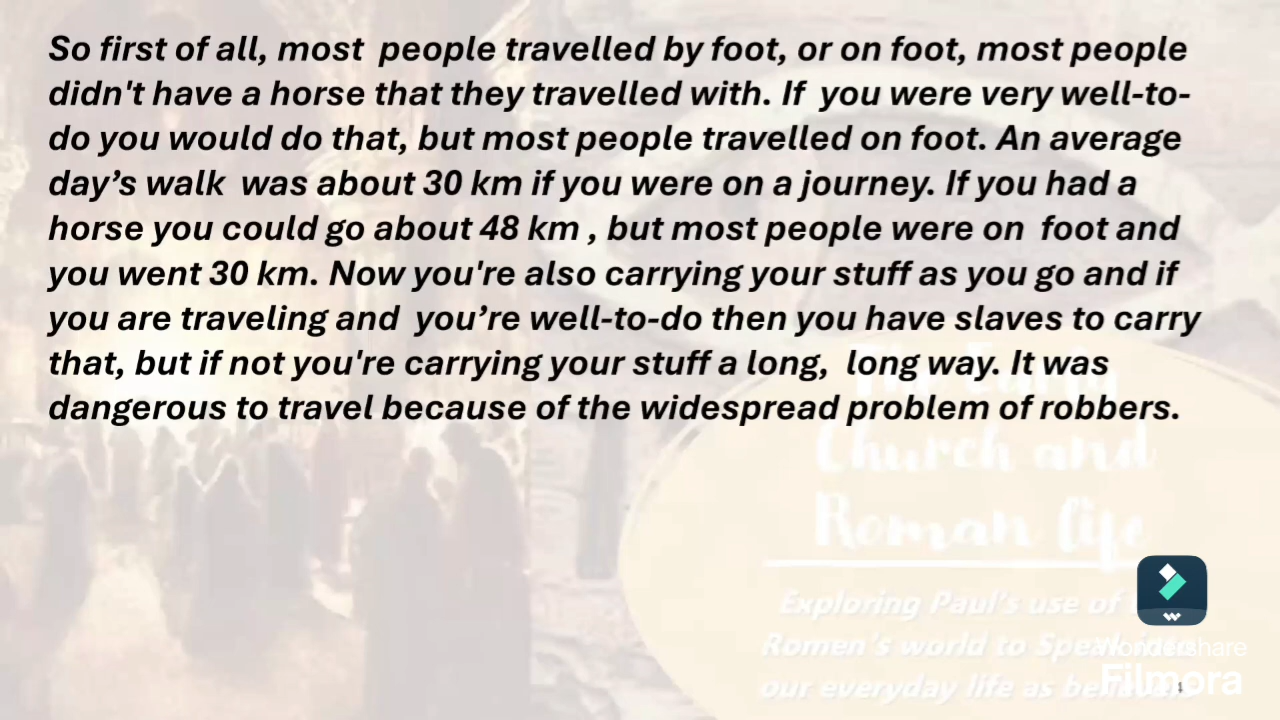 So first of all, most people travelled by foot, or on foot, most people
didn't have a horse that they travelled with. If you were very well-to-
do you would do that, but most people travelled on foot. An average
day’s walk was about 30 km if you were on a journey. If you had a
horse you could go about 48 km , but most people were on foot and
you went 30 km. Now you're also carrying your stuff as you go and if
you are traveling and you’re well-to-do then you have slaves to carry
that, but if not you're carrying your stuff a long, long way. It was
dangerous to travel because of the widespread problem of robbers.
The Early
Church and
Roman life
Exploring Paul's use of
Romen's world to Speak
our everyday life as
Wondershare
Filmora
4